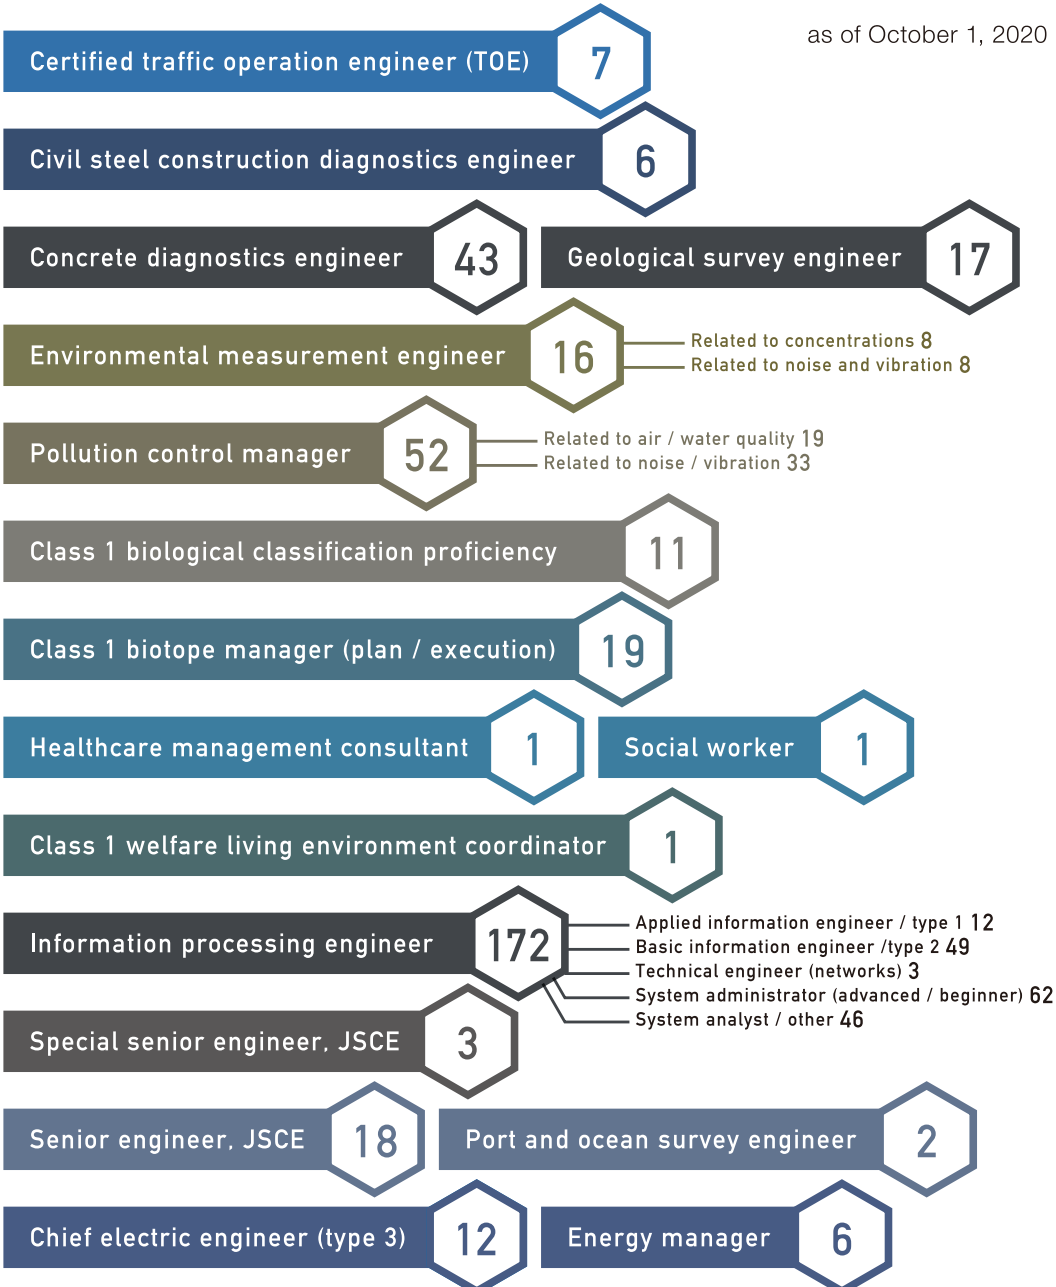 as of October 1, 2020
Certified traffic operation engineer (TOE) 7
Civil steel construction diagnostics engineer 6
Concrete diagnostics engineer 43
Geological survey engineer 17
Environmental measurement engineer 16
Related to concentrations 8
Related to noise and vibration 8
Pollution control manager 52
Related to air / water quality 19
Related to noise / vibration 33
Class 1 biological classification proficiency 11
Class 1 biotope manager (plan / execution) 19
Healthcare management consultant 1
Social worker 1
Class 1 welfare living environment coordinator 1
Information processing engineer 172
Applied information engineer / type 1 12
Basic information engineer /type 2 49
Technical engineer (networks) 3
System administrator (advanced / beginner) 62
System analyst / other 46
Special senior engineer, JSCE 3
Senior engineer, JSCE 18
Port and ocean survey engineer 2
Chief electric engineer (type 3) 12
Energy manager 6